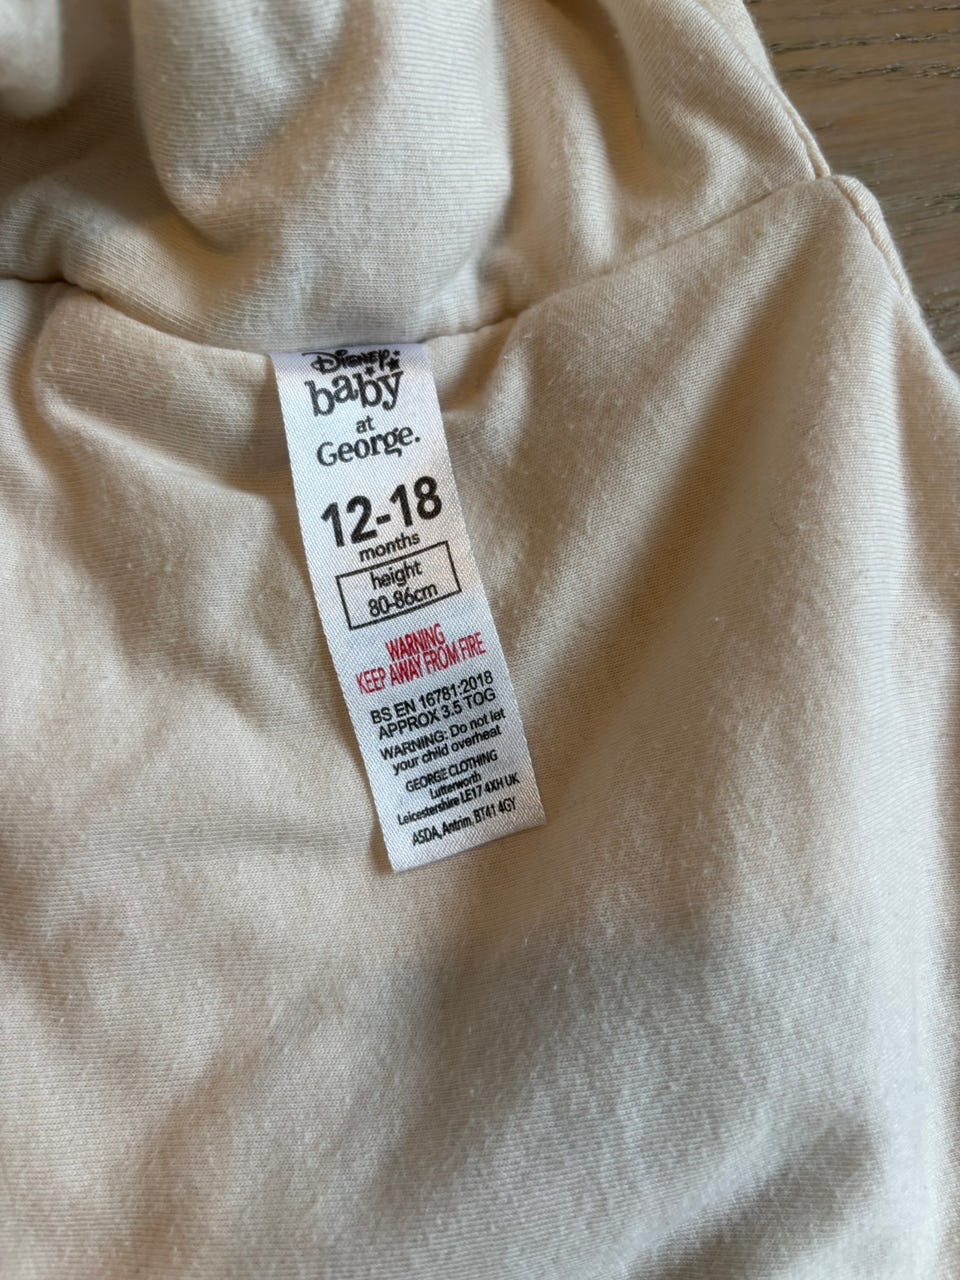 Disney
baby
at
George.
12-18
months
height
80-86cm
WARNING
KEEP AWAY FROM FIRE
BS EN 16781:2018
APPROX 3.5 TOG
WARNING: Do not let
your child overheat
GEORGE CLOTHING
Lutterworth
Leicestershire LE17 4XH UK
ASDA, Antrim, BT41 4GY